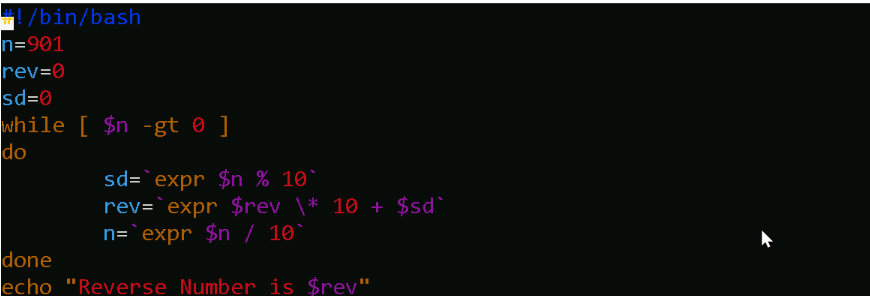 #!/bin/bash
n=901
rev=0
sd=0
while [ $n -gt 0 ]
do
        sd=`expr $n % 10`
        rev=`expr $rev \* 10 + $sd`
        n=`expr $n / 10`
done
echo "Reverse Number is $rev"